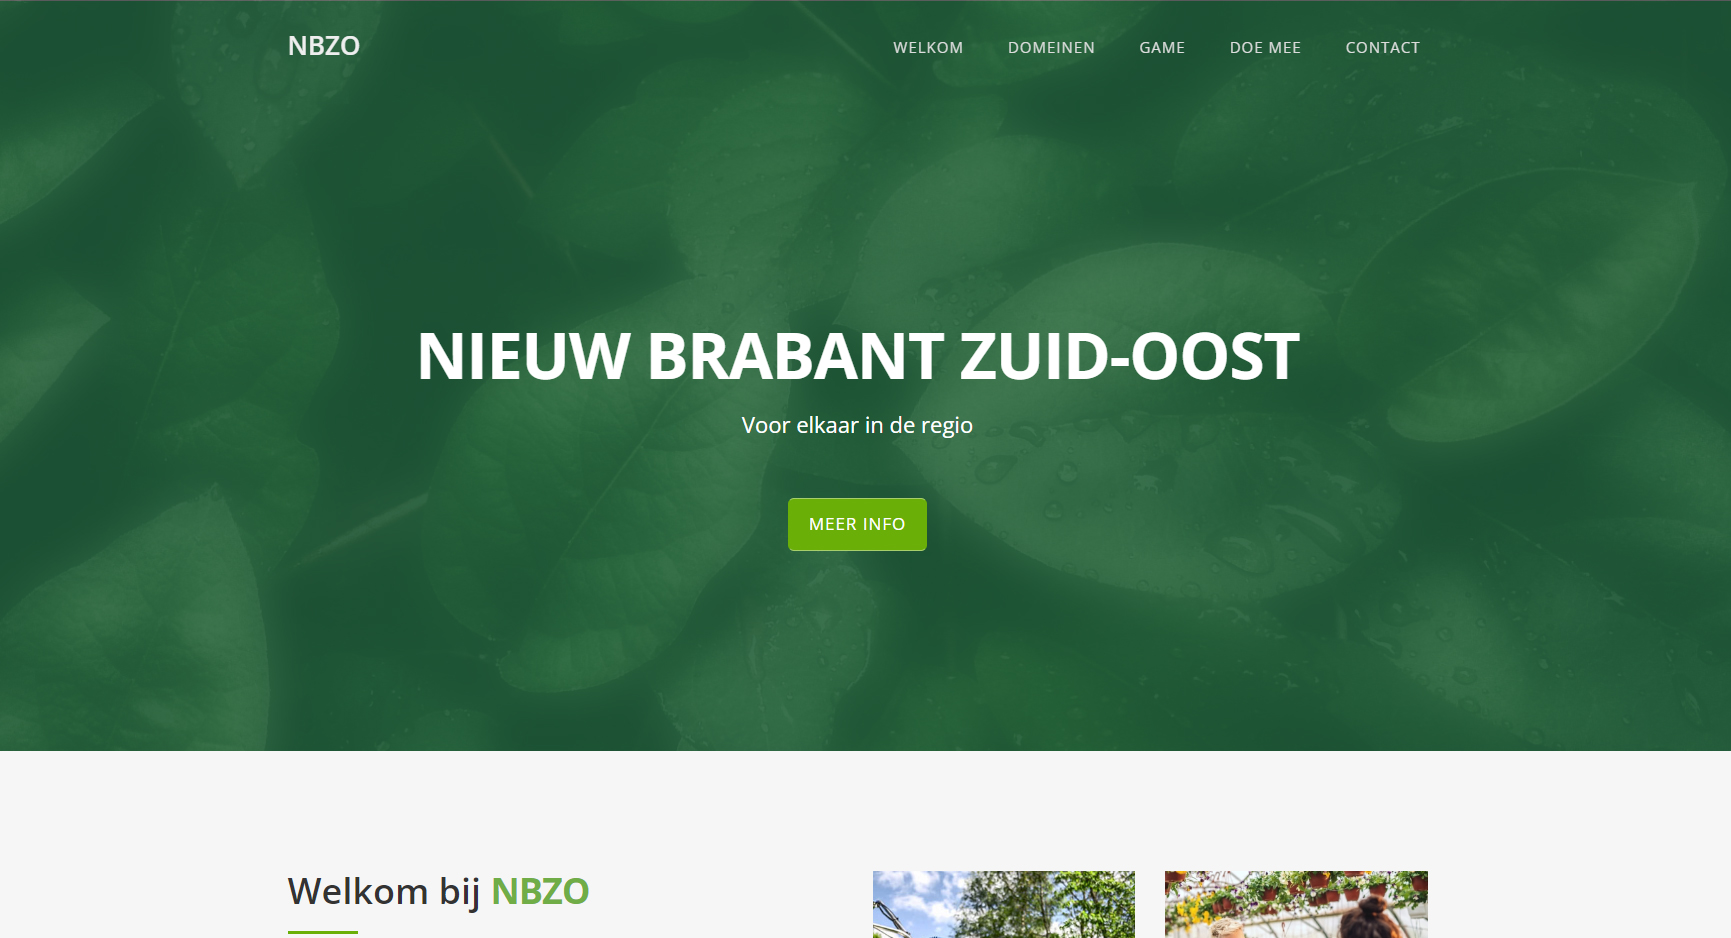 NBZO
WELKOM DOMEINEN GAME DOE MEE CONTACT
NIEUW BRABANT ZUID-OOST
Voor elkaar in de regio
MEER INFO
Welkom bij NBZO